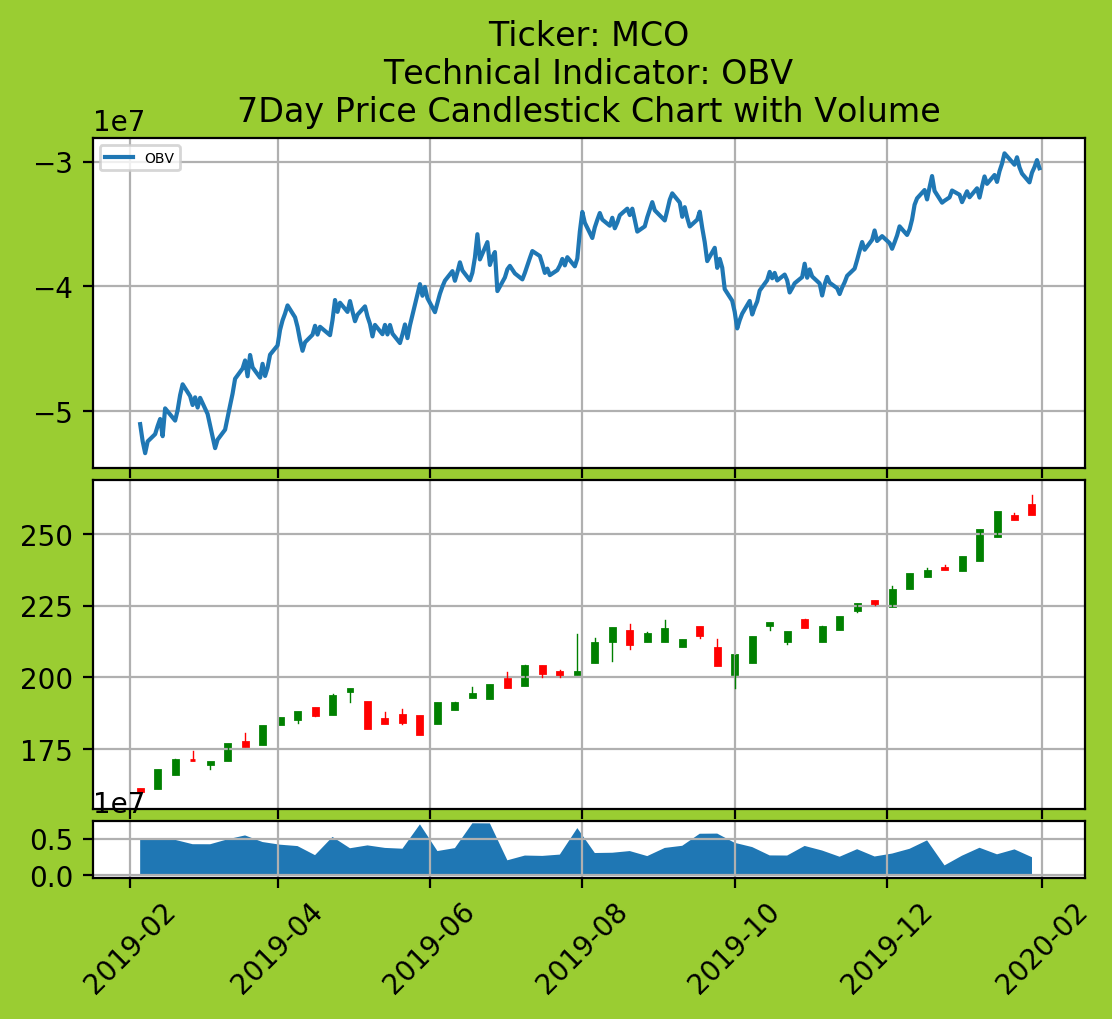 Ticker: MCO
Technical Indicator: OBV
7Day Price Candlestick Chart with Volume
1e7
OBV
−3
−4
−5
250
225
200
175
1e7
0.5
0.0
2019-02
2019-04
2019-06
2019-08
2019-10
2019-12
2020-02